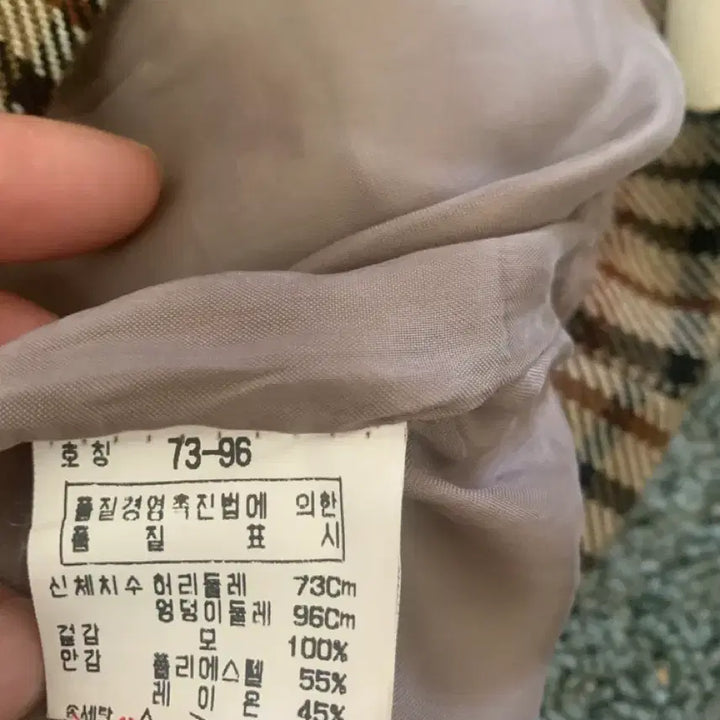 호칭 73-96
품질경영촉진법에 의한
품질표시
신체치수 허리둘레 73Cm
엉덩이둘레 96Cm
겉감 모 100%
안감 폴리에스텔 55%
레이온 45%